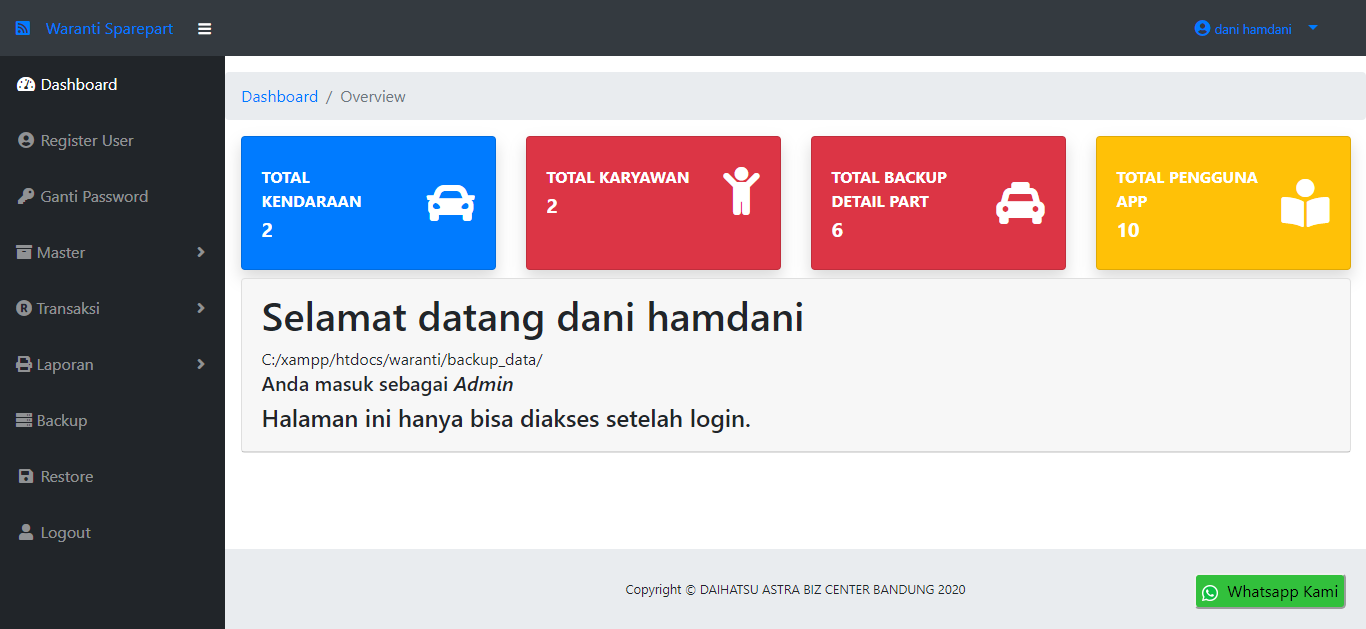 Waranti Sparepart
dani hamdani
Dashboard
Register User
Ganti Password
Master
Transaksi
Laporan
Backup
Restore
Logout
Dashboard / Overview
TOTAL
KENDARAAN
2
TOTAL KARYAWAN
2
TOTAL BACKUP
DETAIL PART
6
TOTAL PENGGUNA
APP
10
Selamat datang dani hamdani
C:/xampp/htdocs/waranti/backup_data/
Anda masuk sebagai Admin
Halaman ini hanya bisa diakses setelah login.
Copyright © DAIHATSU ASTRA BIZ CENTER BANDUNG 2020
Whatsapp Kami